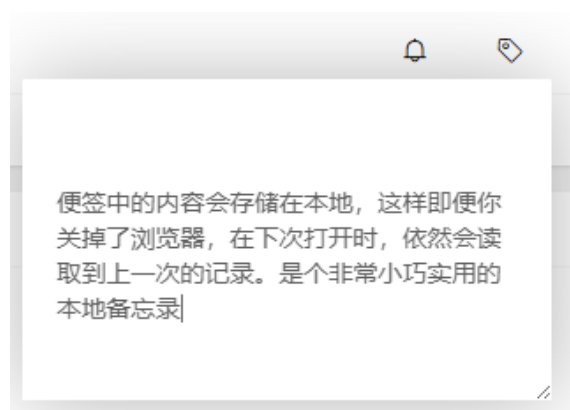 便签中的内容会存储在本地，这样即便你
关掉了浏览器，在下次打开时，依然会读
取到上一次的记录。是个非常小巧实用的
本地备忘录